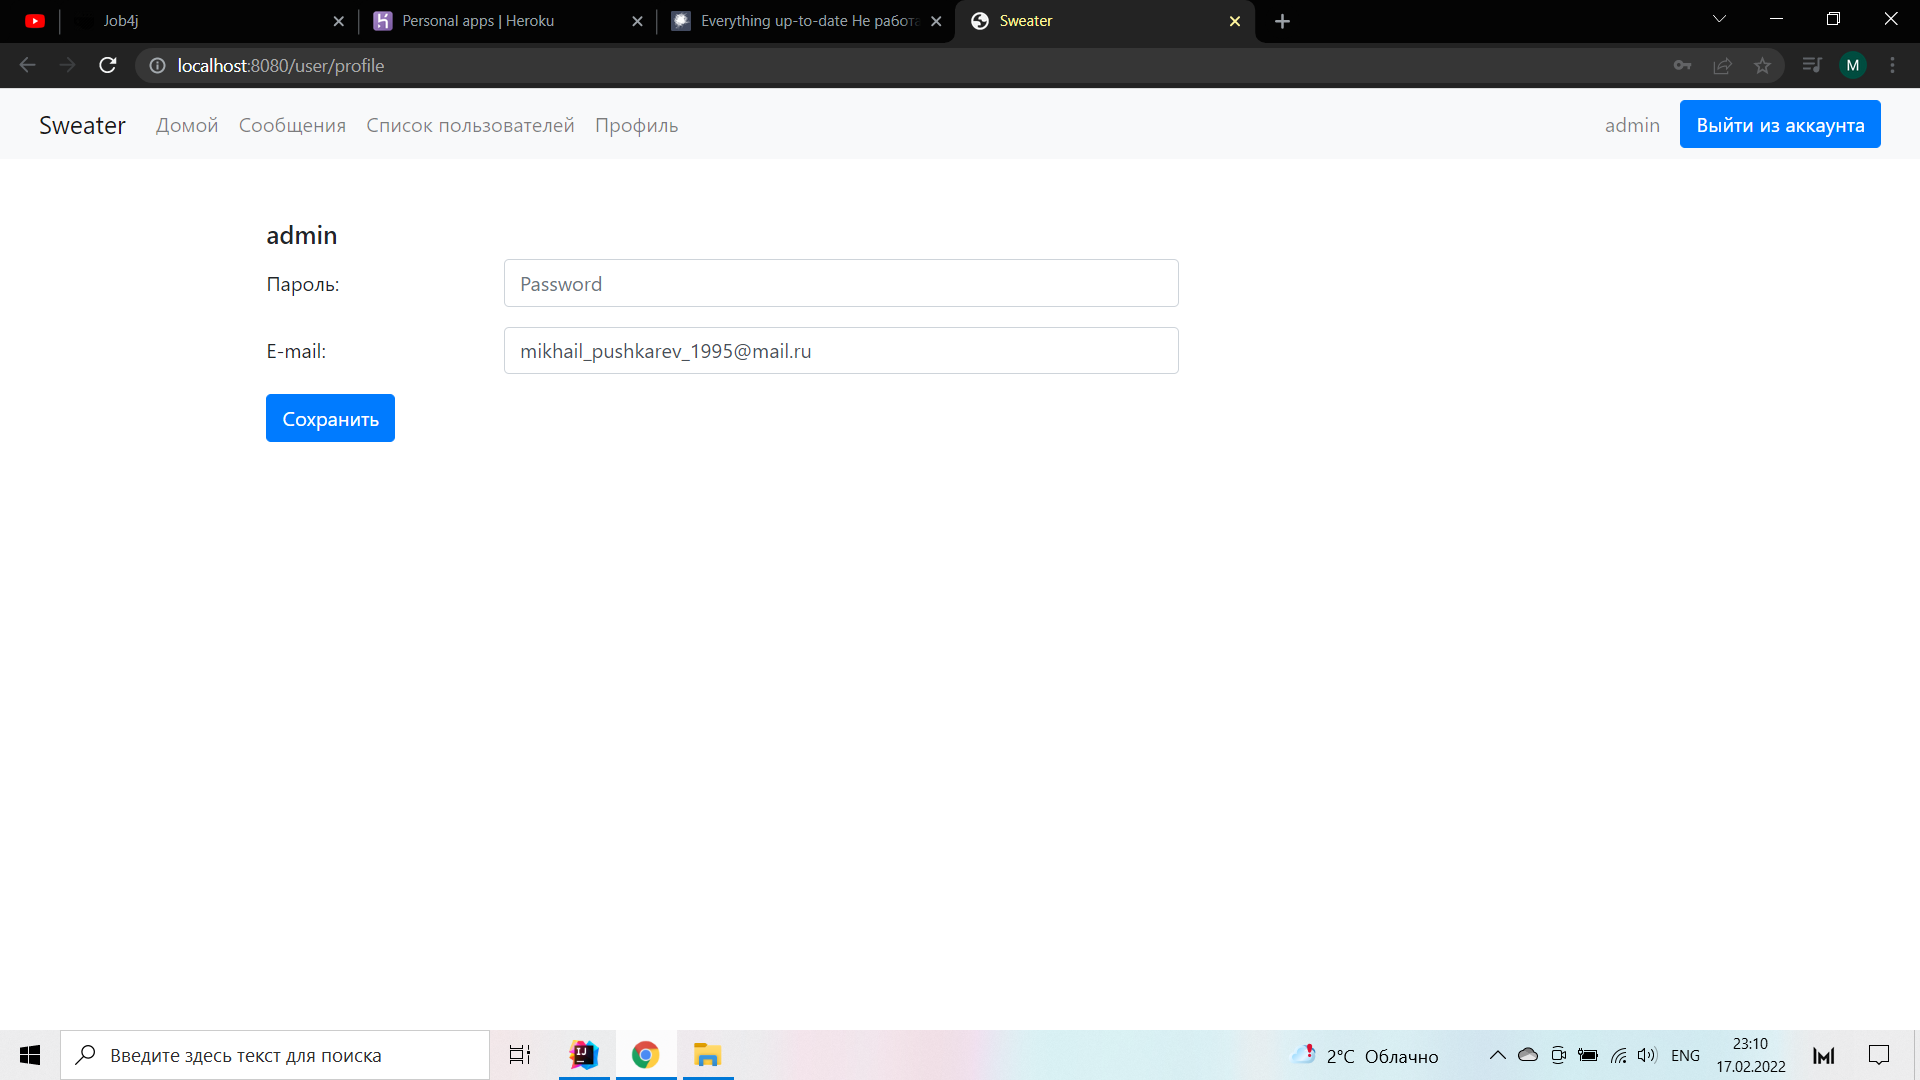 Job4j
Personal apps | Heroku
Everything up-to-date Не работа
Sweater
localhost:8080/user/profile
M
Sweater
Домой
Сообщения
Список пользователей
Профиль
admin
Выйти из аккаунта
admin
Пароль:
Password
E-mail:
mikhail_pushkarev_1995@mail.ru
Сохранить
Введите здесь текст для поиска
2°C Облачно
ENG
23:10
17.02.2022